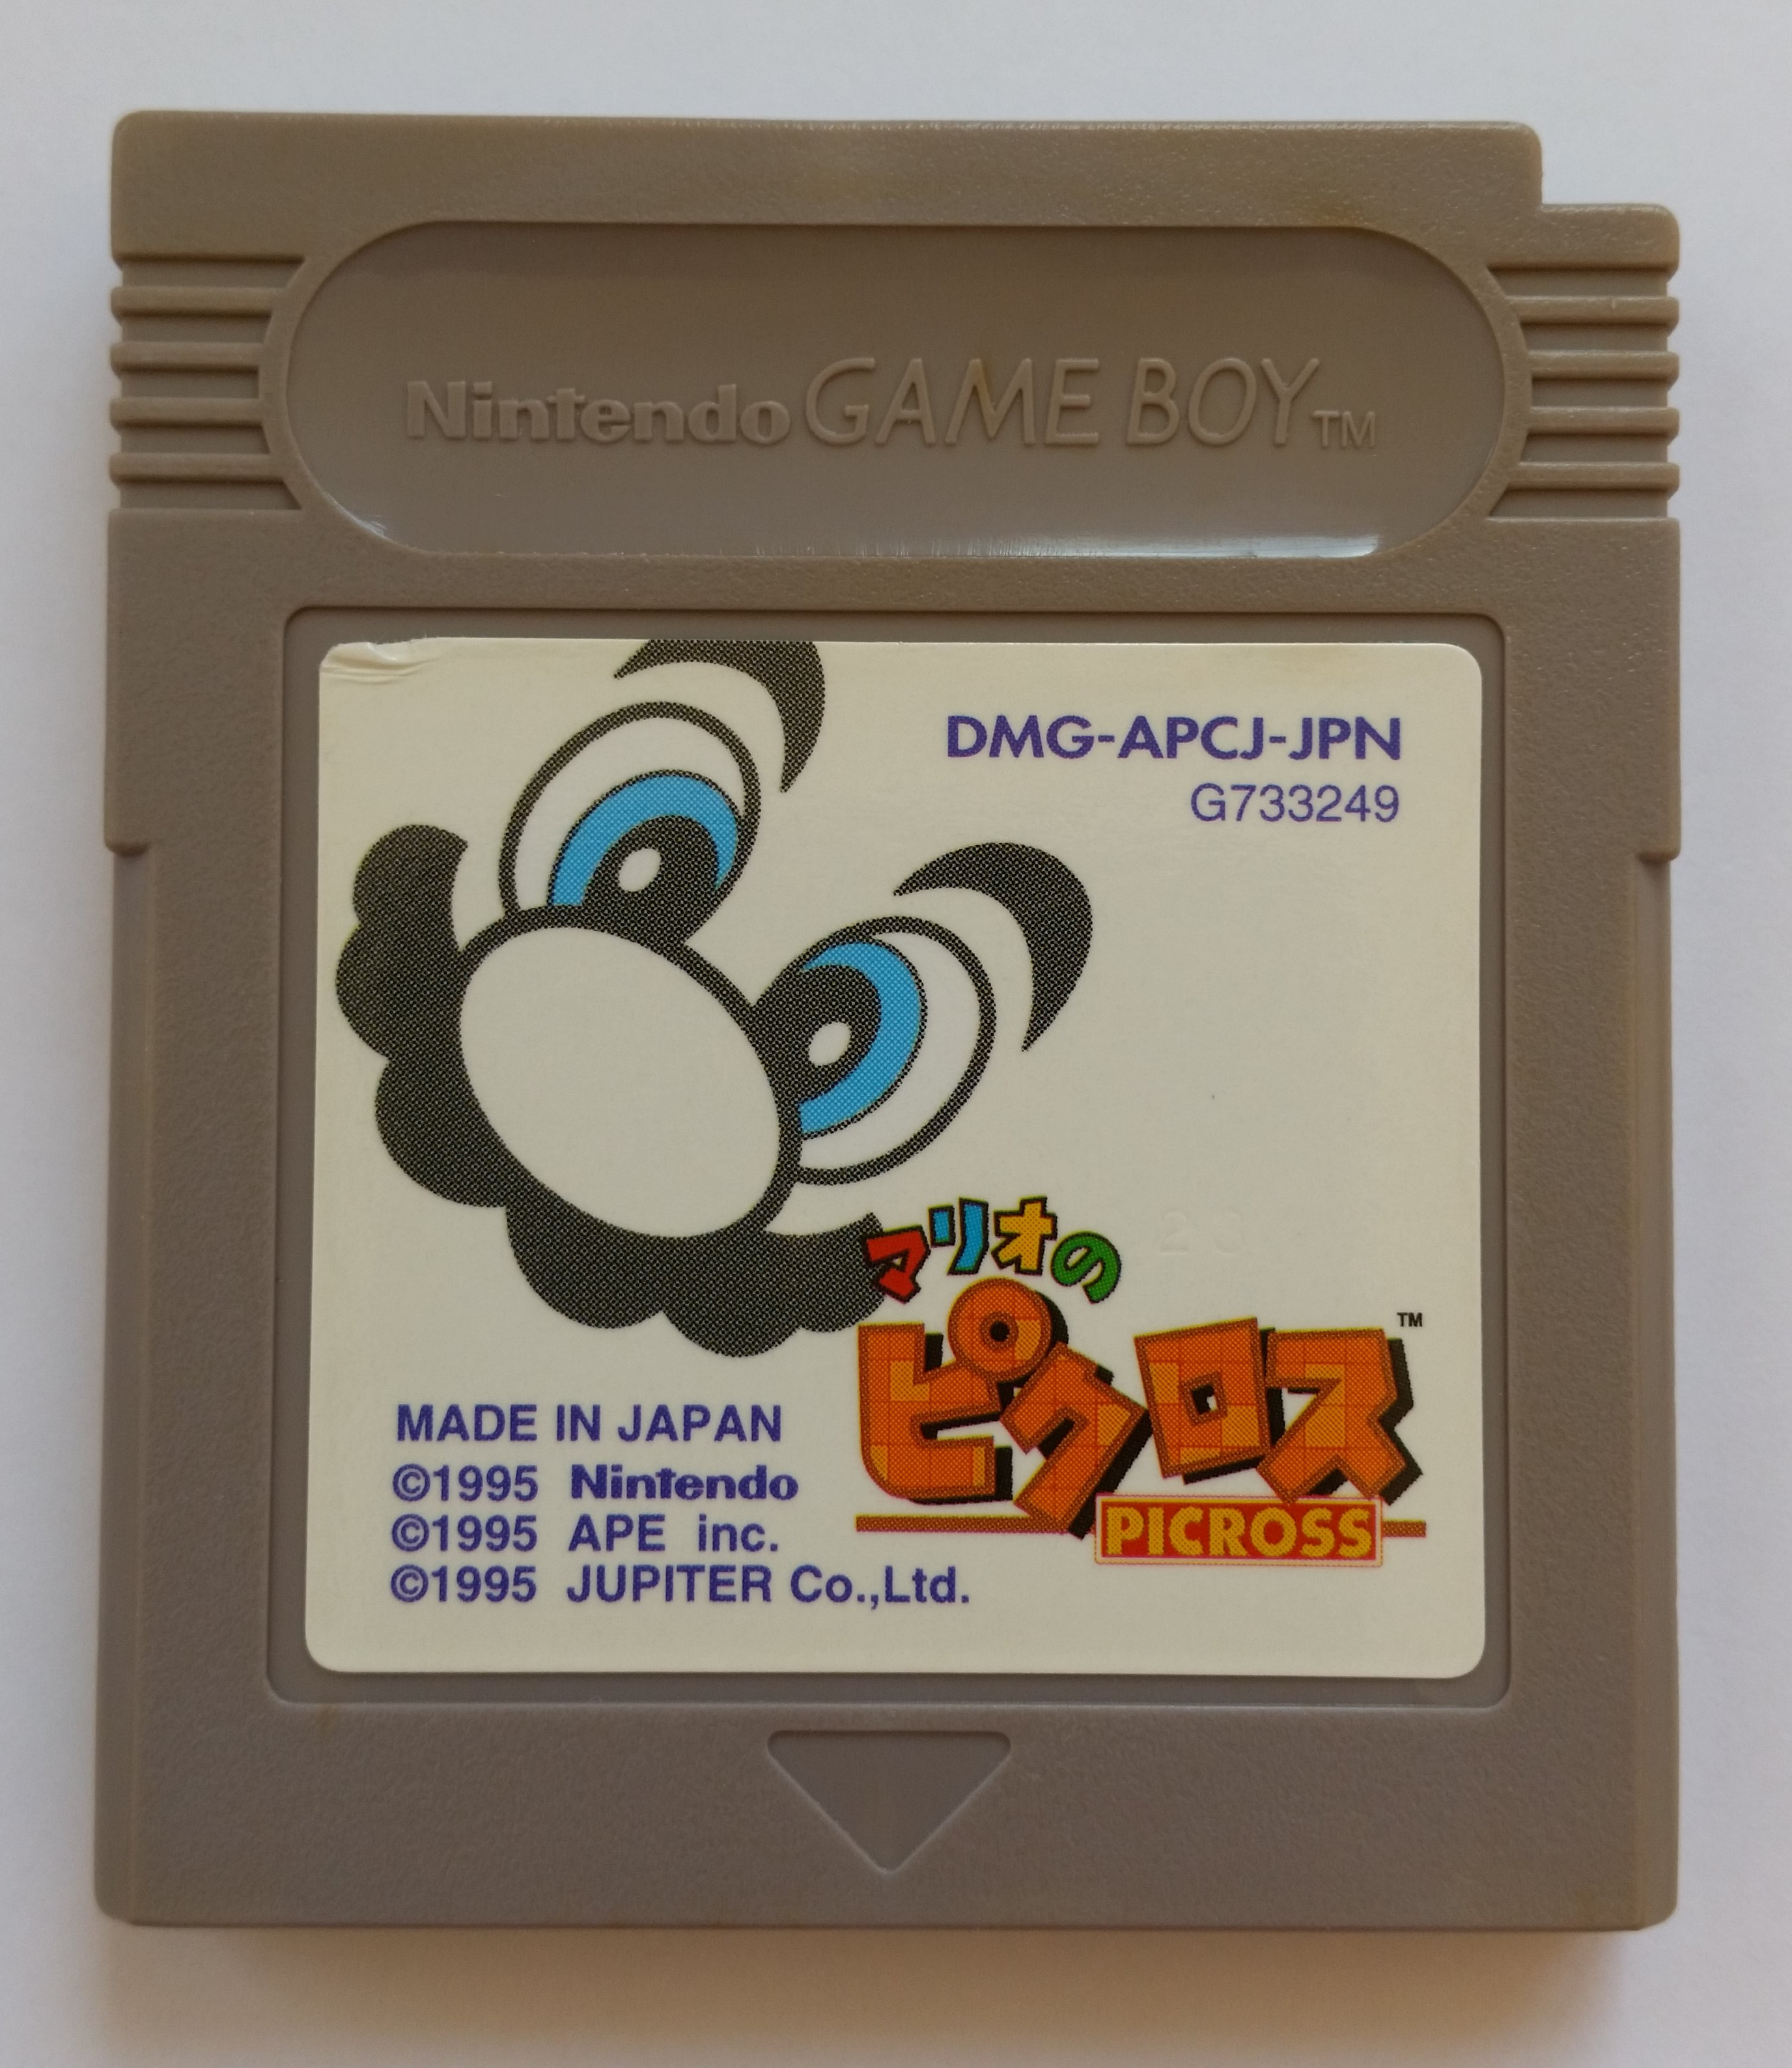 Nintendo GAME BOY TM
DMG-APCJ-JPN
G733249
マリオの
ピクロス TM
PICROSS
MADE IN JAPAN
©1995 Nintendo
©1995 APE inc.
©1995 JUPITER Co.,Ltd.